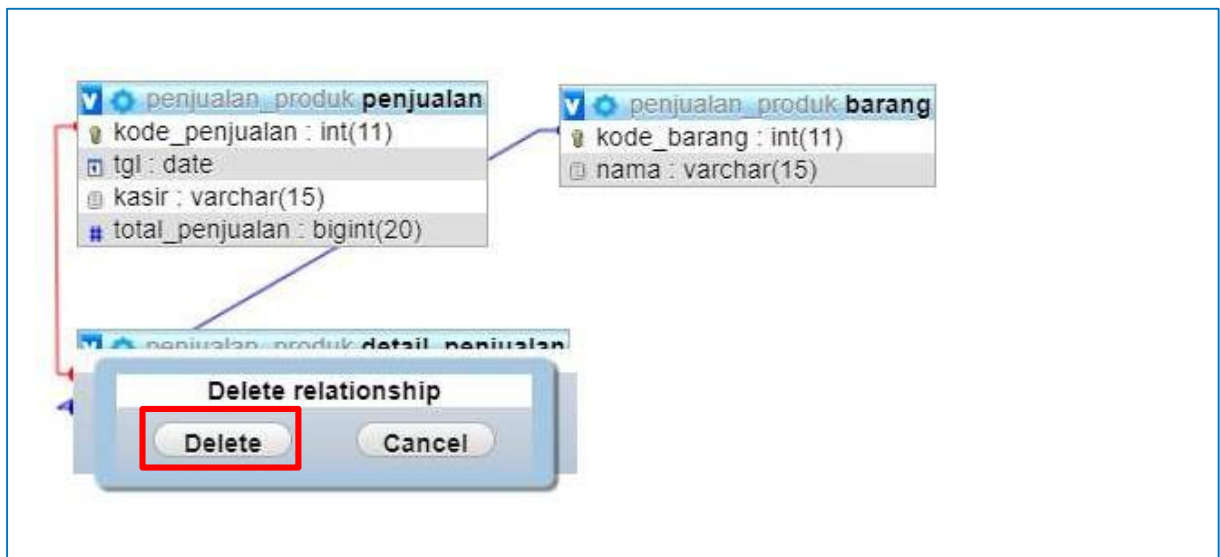 penjualan_produk penjualan
kode_penjualan : int(11)
tgl : date
kasir : varchar(15)
total_penjualan : bigint(20)
penjualan_produk barang
kode_barang : int(11)
nama : varchar(15)
penjualan_produk detail_penjualan
Delete relationship
Delete Cancel